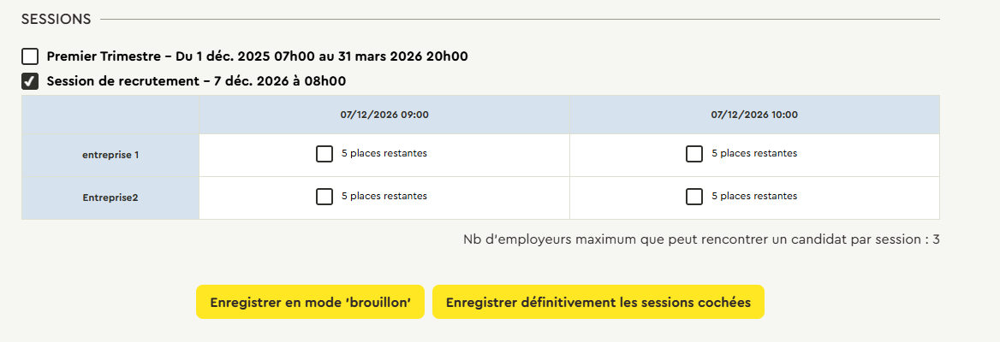 SESSIONS
Premier Trimestre – Du 1 déc. 2025 07h00 au 31 mars 2026 20h00
Session de recrutement – 7 déc. 2026 à 08h00
07/12/2026 09:00 07/12/2026 10:00
entreprise 1 5 places restantes 5 places restantes
Entreprise2 5 places restantes 5 places restantes
Nb d'employeurs maximum que peut rencontrer un candidat par session : 3
Enregistrer en mode 'brouillon' Enregistrer définitivement les sessions cochées